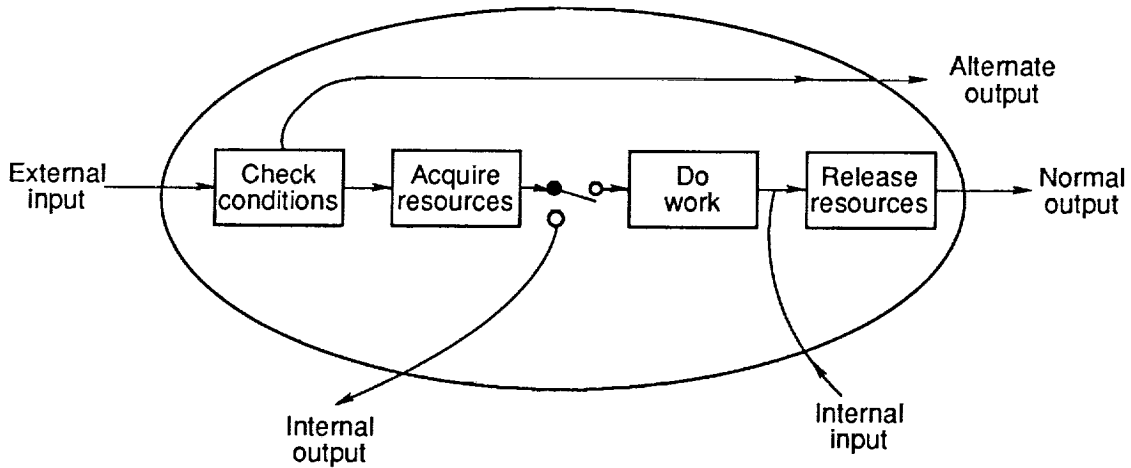 Alternate
output
External
input
Check
conditions
Acquire
resources
Do
work
Release
resources
Normal
output
Internal
output
Internal
input